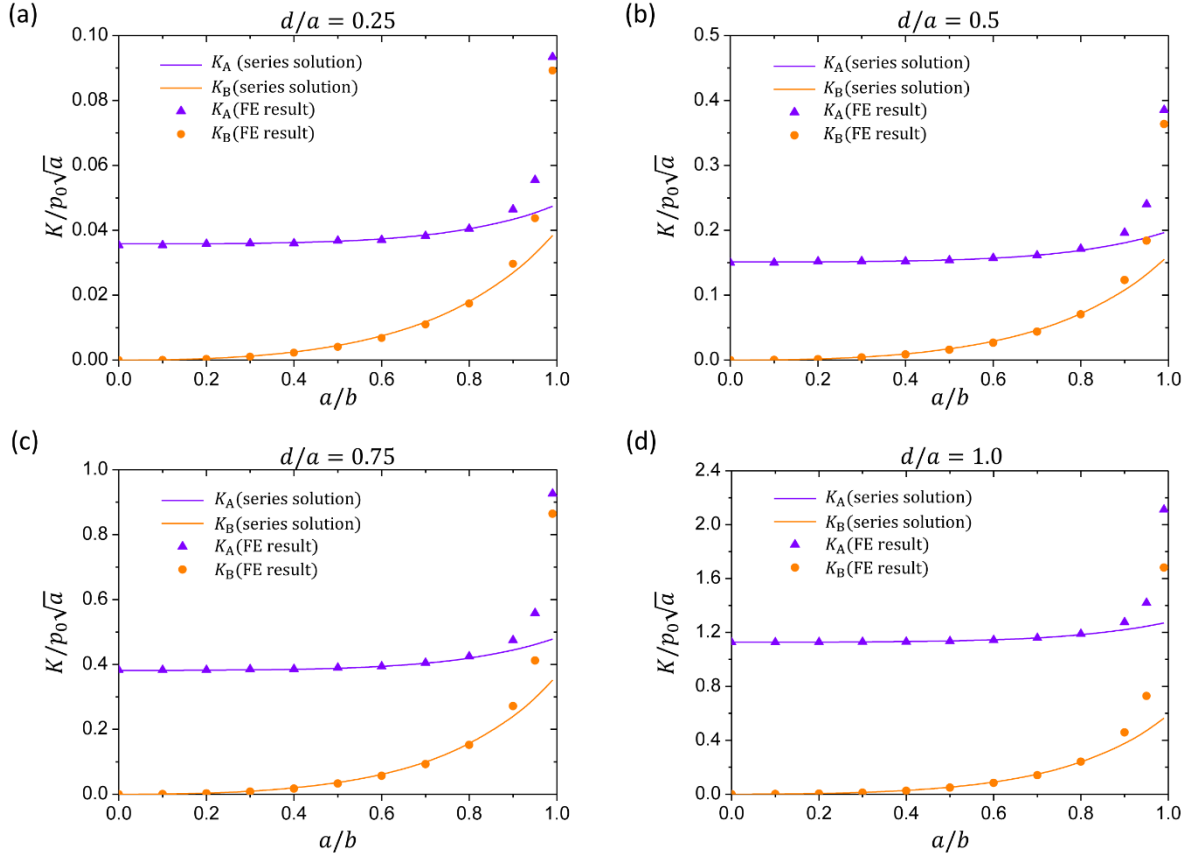 (a)
d/a = 0.25
K_A (series solution)
K_B (series solution)
K_A(FE result)
K_B(FE result)
K/p₀√a
0.10
0.08
0.06
0.04
0.02
0.00
0.0 0.2 0.4 0.6 0.8 1.0
a/b
(b)
d/a = 0.5
K_A (series solution)
K_B (series solution)
K_A(FE result)
K_B(FE result)
K/p₀√a
0.5
0.4
0.3
0.2
0.1
0.0
0.0 0.2 0.4 0.6 0.8 1.0
a/b
(c)
d/a = 0.75
K_A(series solution)
K_B(series solution)
K_A(FE result)
K_B(FE result)
K/p₀√a
1.0
0.8
0.6
0.4
0.2
0.0
0.0 0.2 0.4 0.6 0.8 1.0
a/b
(d)
d/a = 1.0
K_A(series solution)
K_B(series solution)
K_A(FE result)
K_B(FE result)
K/p₀√a
2.4
2.0
1.6
1.2
0.8
0.4
0.0
0.0 0.2 0.4 0.6 0.8 1.0
a/b